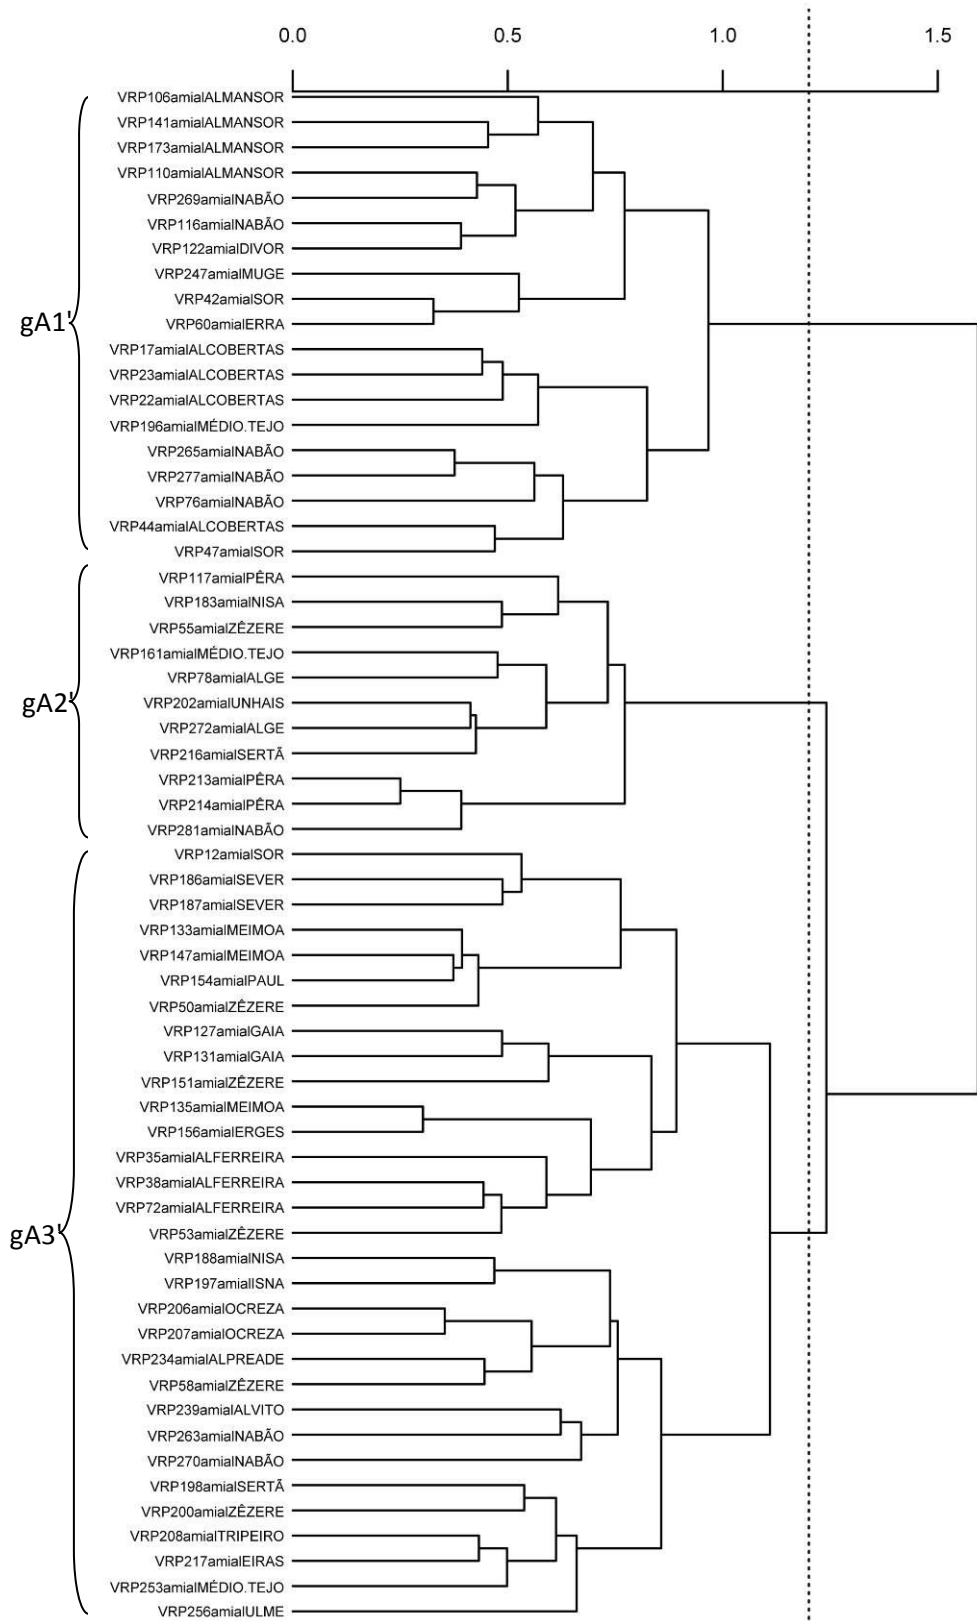 0.0 0.5 1.0 1.5
VRP106amialALMANSOR
VRP141amialALMANSOR
VRP173amialALMANSOR
VRP110amialALMANSOR
VRP269amialNABÃO
VRP116amialNABÃO
VRP122amialDIVOR
VRP247amialMUGE
VRP42amialSOR
VRP60amialERRA
gA1'
VRP17amialALCOBERTAS
VRP23amialALCOBERTAS
VRP22amialALCOBERTAS
VRP196amialMÉDIO.TEJO
VRP265amialNABÃO
VRP277amialNABÃO
VRP76amialNABÃO
VRP44amialALCOBERTAS
VRP47amialSOR
VRP117amialPÊRA
VRP183amialNISA
VRP55amialZÊZERE
VRP161amialMÉDIO.TEJO
VRP78amialALGE
VRP202amialUNHAIS
gA2'
VRP272amialALGE
VRP216amialSERTÃ
VRP213amialPÊRA
VRP214amialPÊRA
VRP281amialNABÃO
VRP12amialSOR
VRP186amialSEVER
VRP187amialSEVER
VRP133amialMEIMOA
VRP147amialMEIMOA
VRP154amialPAUL
VRP50amialZÊZERE
VRP127amialGAIA
VRP131amialGAIA
VRP151amialZÊZERE
VRP135amialMEIMOA
VRP156amialERGES
VRP35amialALFERREIRA
VRP38amialALFERREIRA
VRP72amialALFERREIRA
VRP53amialZÊZERE
gA3'
VRP188amialNISA
VRP197amialISNA
VRP206amialOCREZA
VRP207amialOCREZA
VRP234amialALPREADE
VRP58amialZÊZERE
VRP239amialALVITO
VRP263amialNABÃO
VRP270amialNABÃO
VRP198amialSERTÃ
VRP200amialZÊZERE
VRP208amialTRIPEIRO
VRP217amialEIRAS
VRP253amialMÉDIO.TEJO
VRP256amialULME